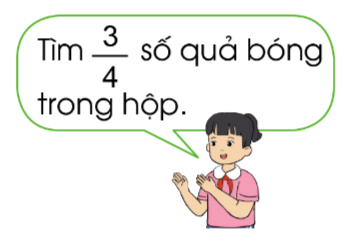 Tìm 3/4 số quả bóng
trong hộp.